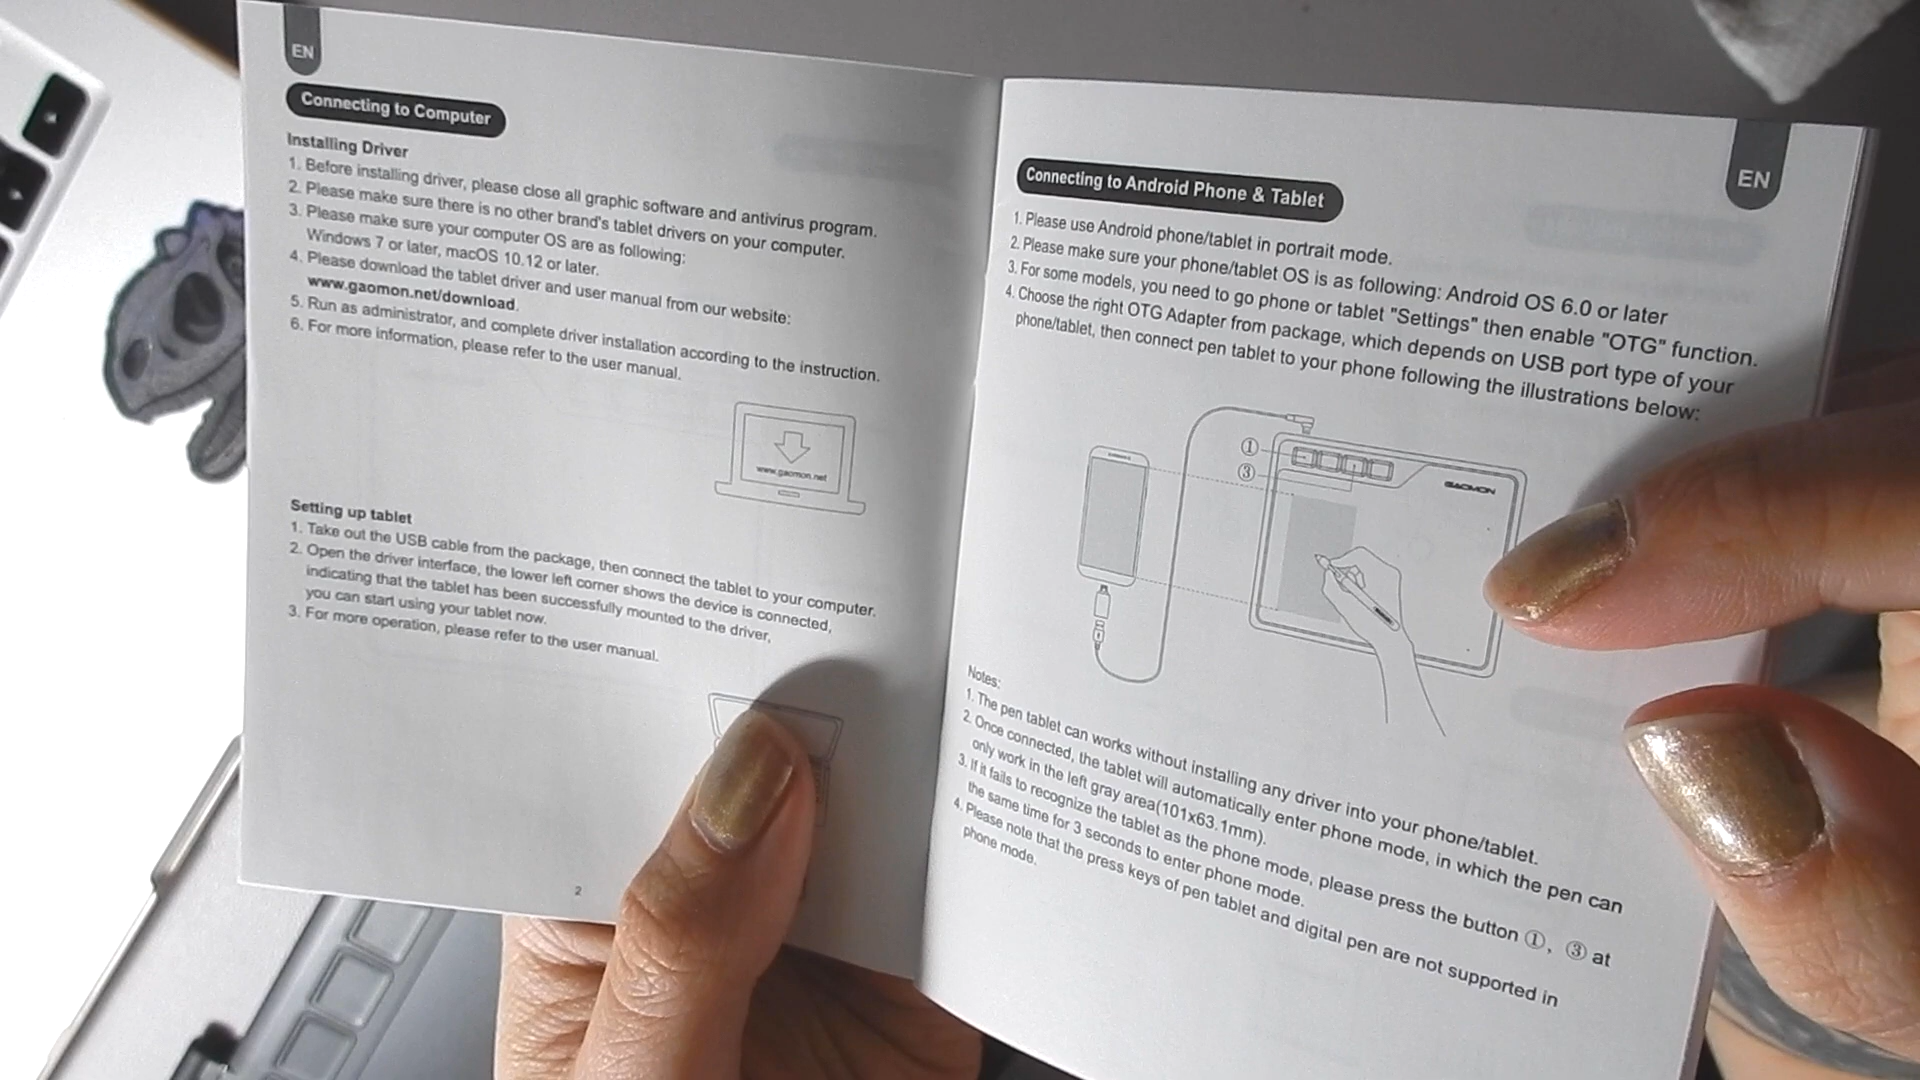 EN
Connecting to Computer
Installing Driver
1. Before installing driver, please close all graphic software and antivirus program.
2. Please make sure there is no other brand's tablet drivers on your computer.
3. Please make sure your computer OS are as following:
Windows 7 or later, macOS 10.12 or later.
4. Please download the tablet driver and user manual from our website:
www.gaomon.net/download.
5. Run as administrator, and complete driver installation according to the instruction.
6. For more information, please refer to the user manual.
www.gaomon.net
Setting up tablet
1. Take out the USB cable from the package, then connect the tablet to your computer.
2. Open the driver interface, the lower left corner shows the device is connected,
indicating that the tablet has been successfully mounted to the driver,
you can start using your tablet now.
3. For more operation, please refer to the user manual.
2
EN
Connecting to Android Phone & Tablet
1. Please use Android phone/tablet in portrait mode.
2. Please make sure your phone/tablet OS is as following: Android OS 6.0 or later
3. For some models, you need to go phone or tablet "Settings" then enable "OTG" function.
4. Choose the right OTG Adapter from package, which depends on USB port type of your
phone/tablet, then connect pen tablet to your phone following the illustrations below:
①
③
GAOMON
Notes:
1. The pen tablet can works without installing any driver into your phone/tablet.
2. Once connected, the tablet will automatically enter phone mode, in which the pen can
only work in the left gray area(101x63.1mm).
3. If it fails to recognize the tablet as the phone mode, please press the button ①, ③ at
the same time for 3 seconds to enter phone mode.
4. Please note that the press keys of pen tablet and digital pen are not supported in
phone mode.